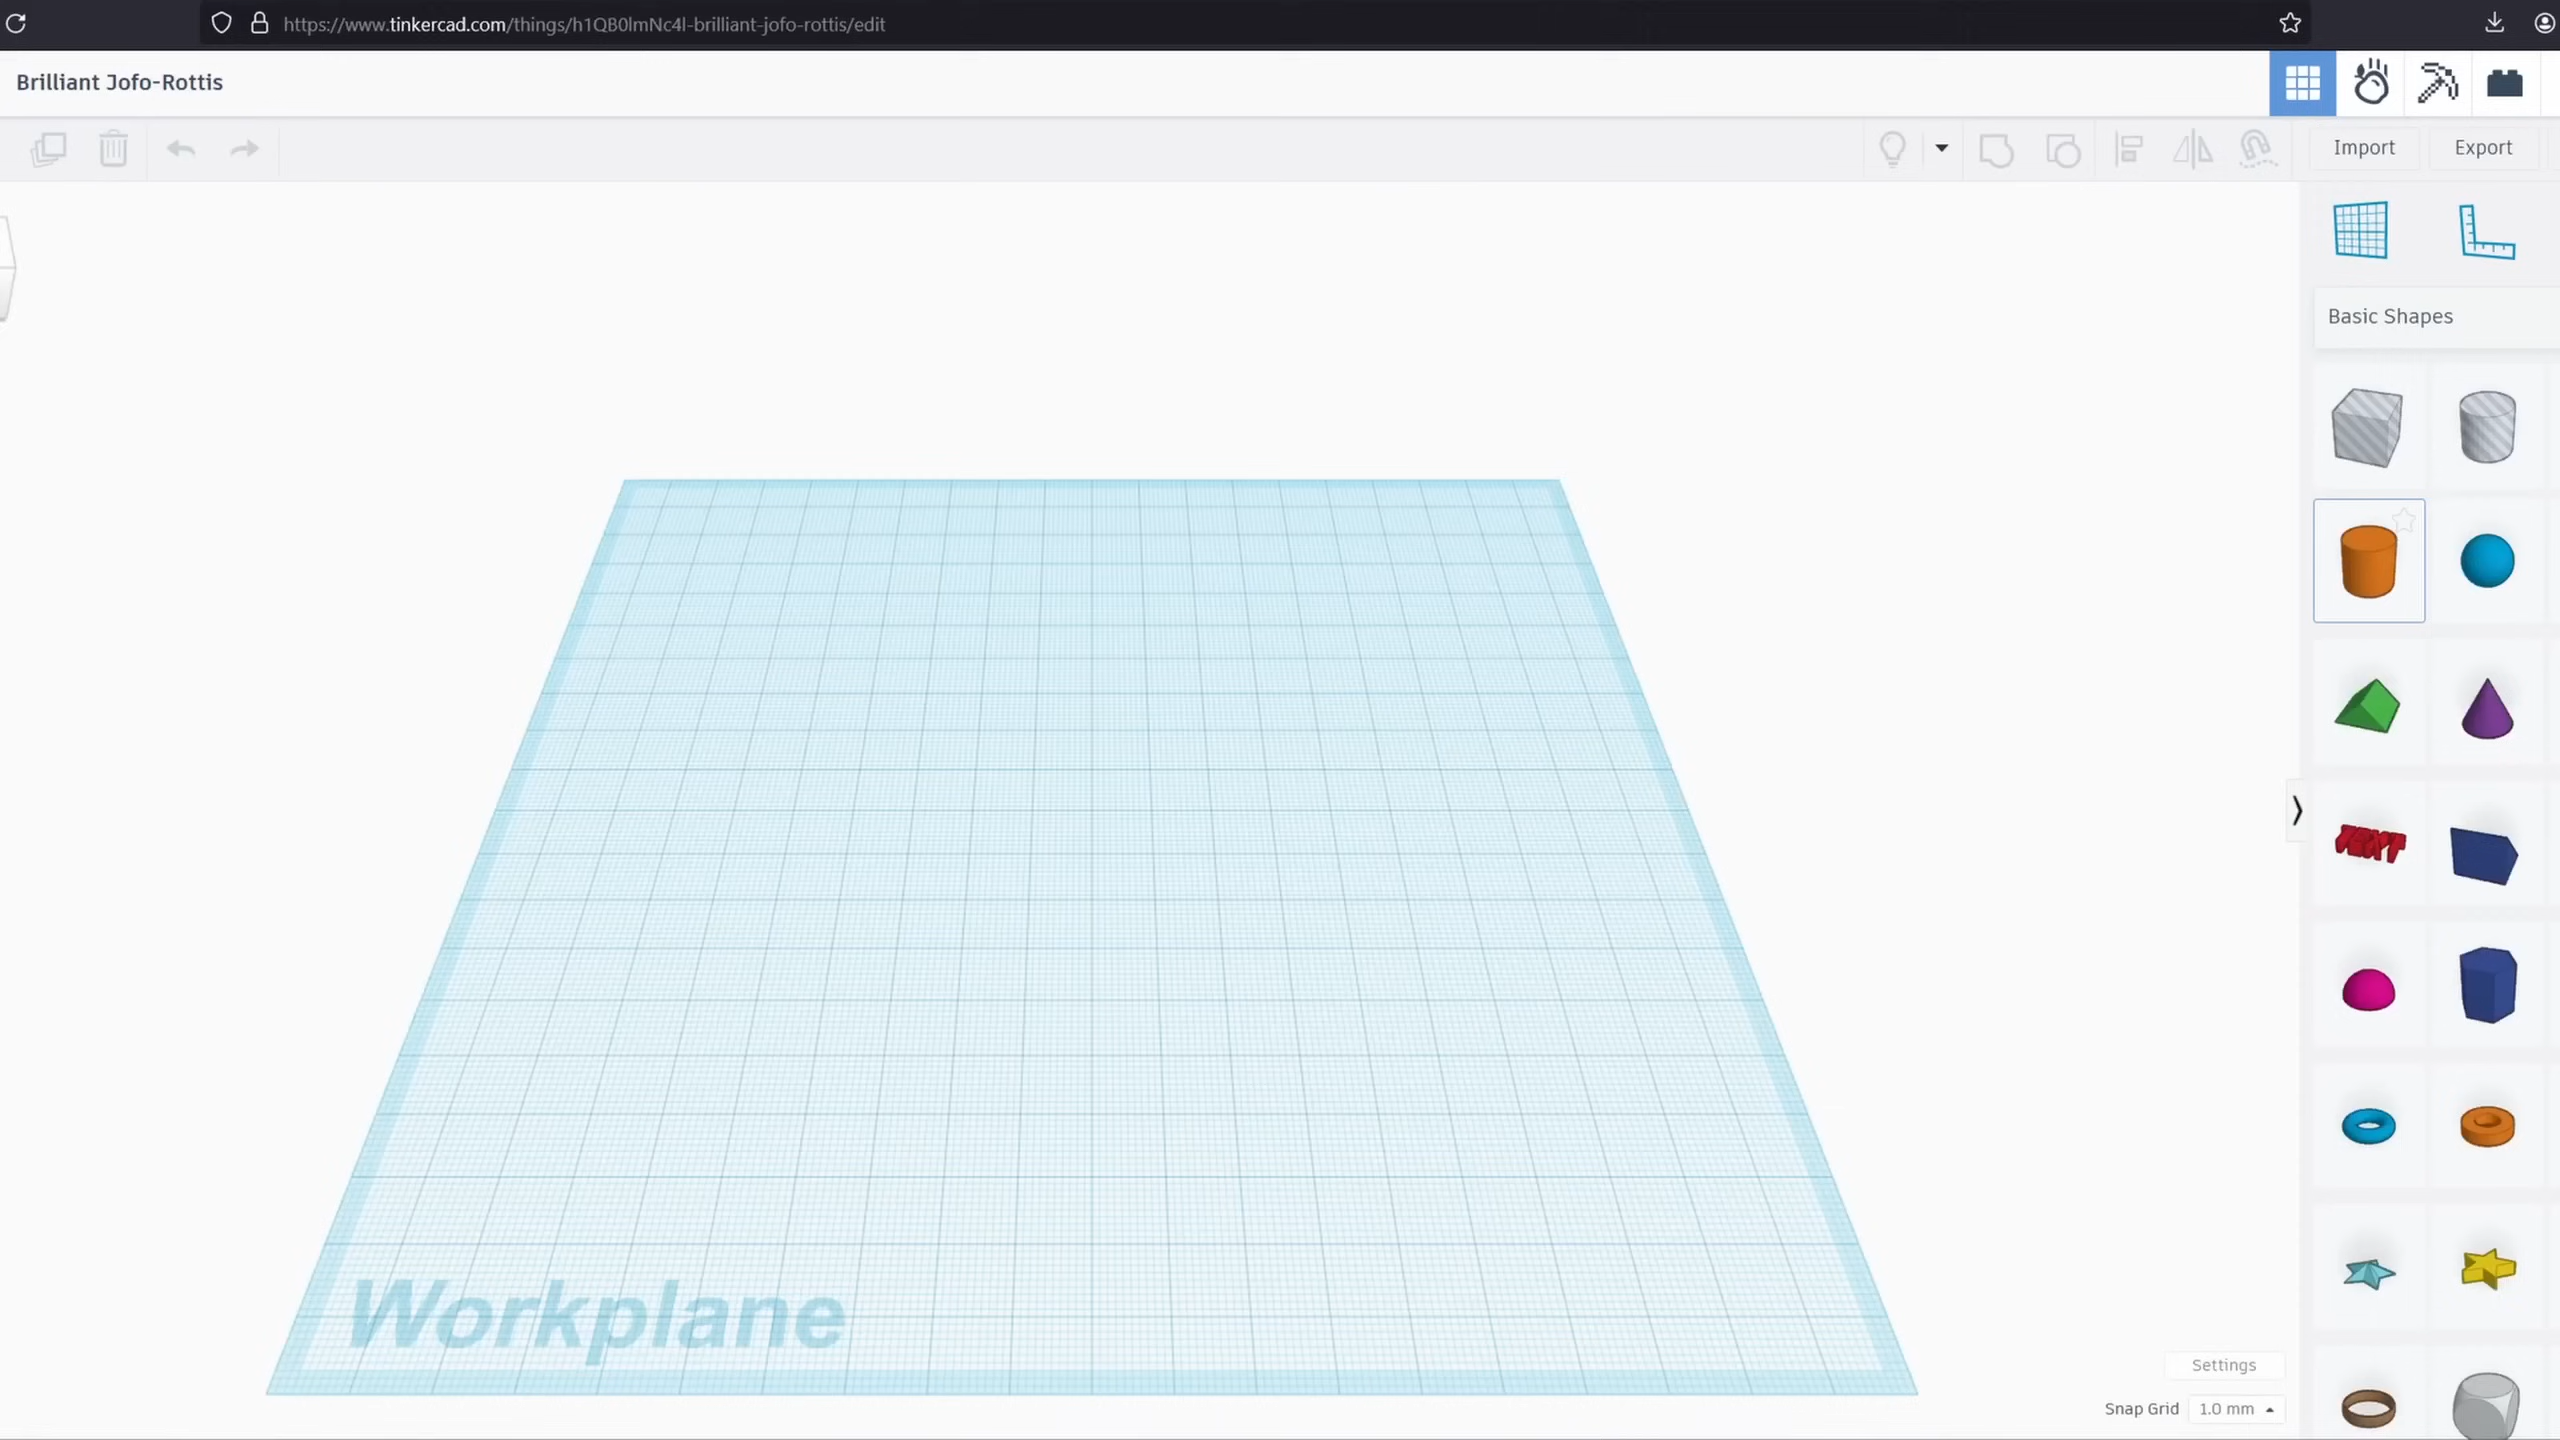 https://www.tinkercad.com/things/h1QB0lmNc4l-brilliant-jofo-rottis/edit
Brilliant Jofo-Rottis
Import
Export
Basic Shapes
TEXT
Workplane
Settings
Snap Grid 1.0 mm